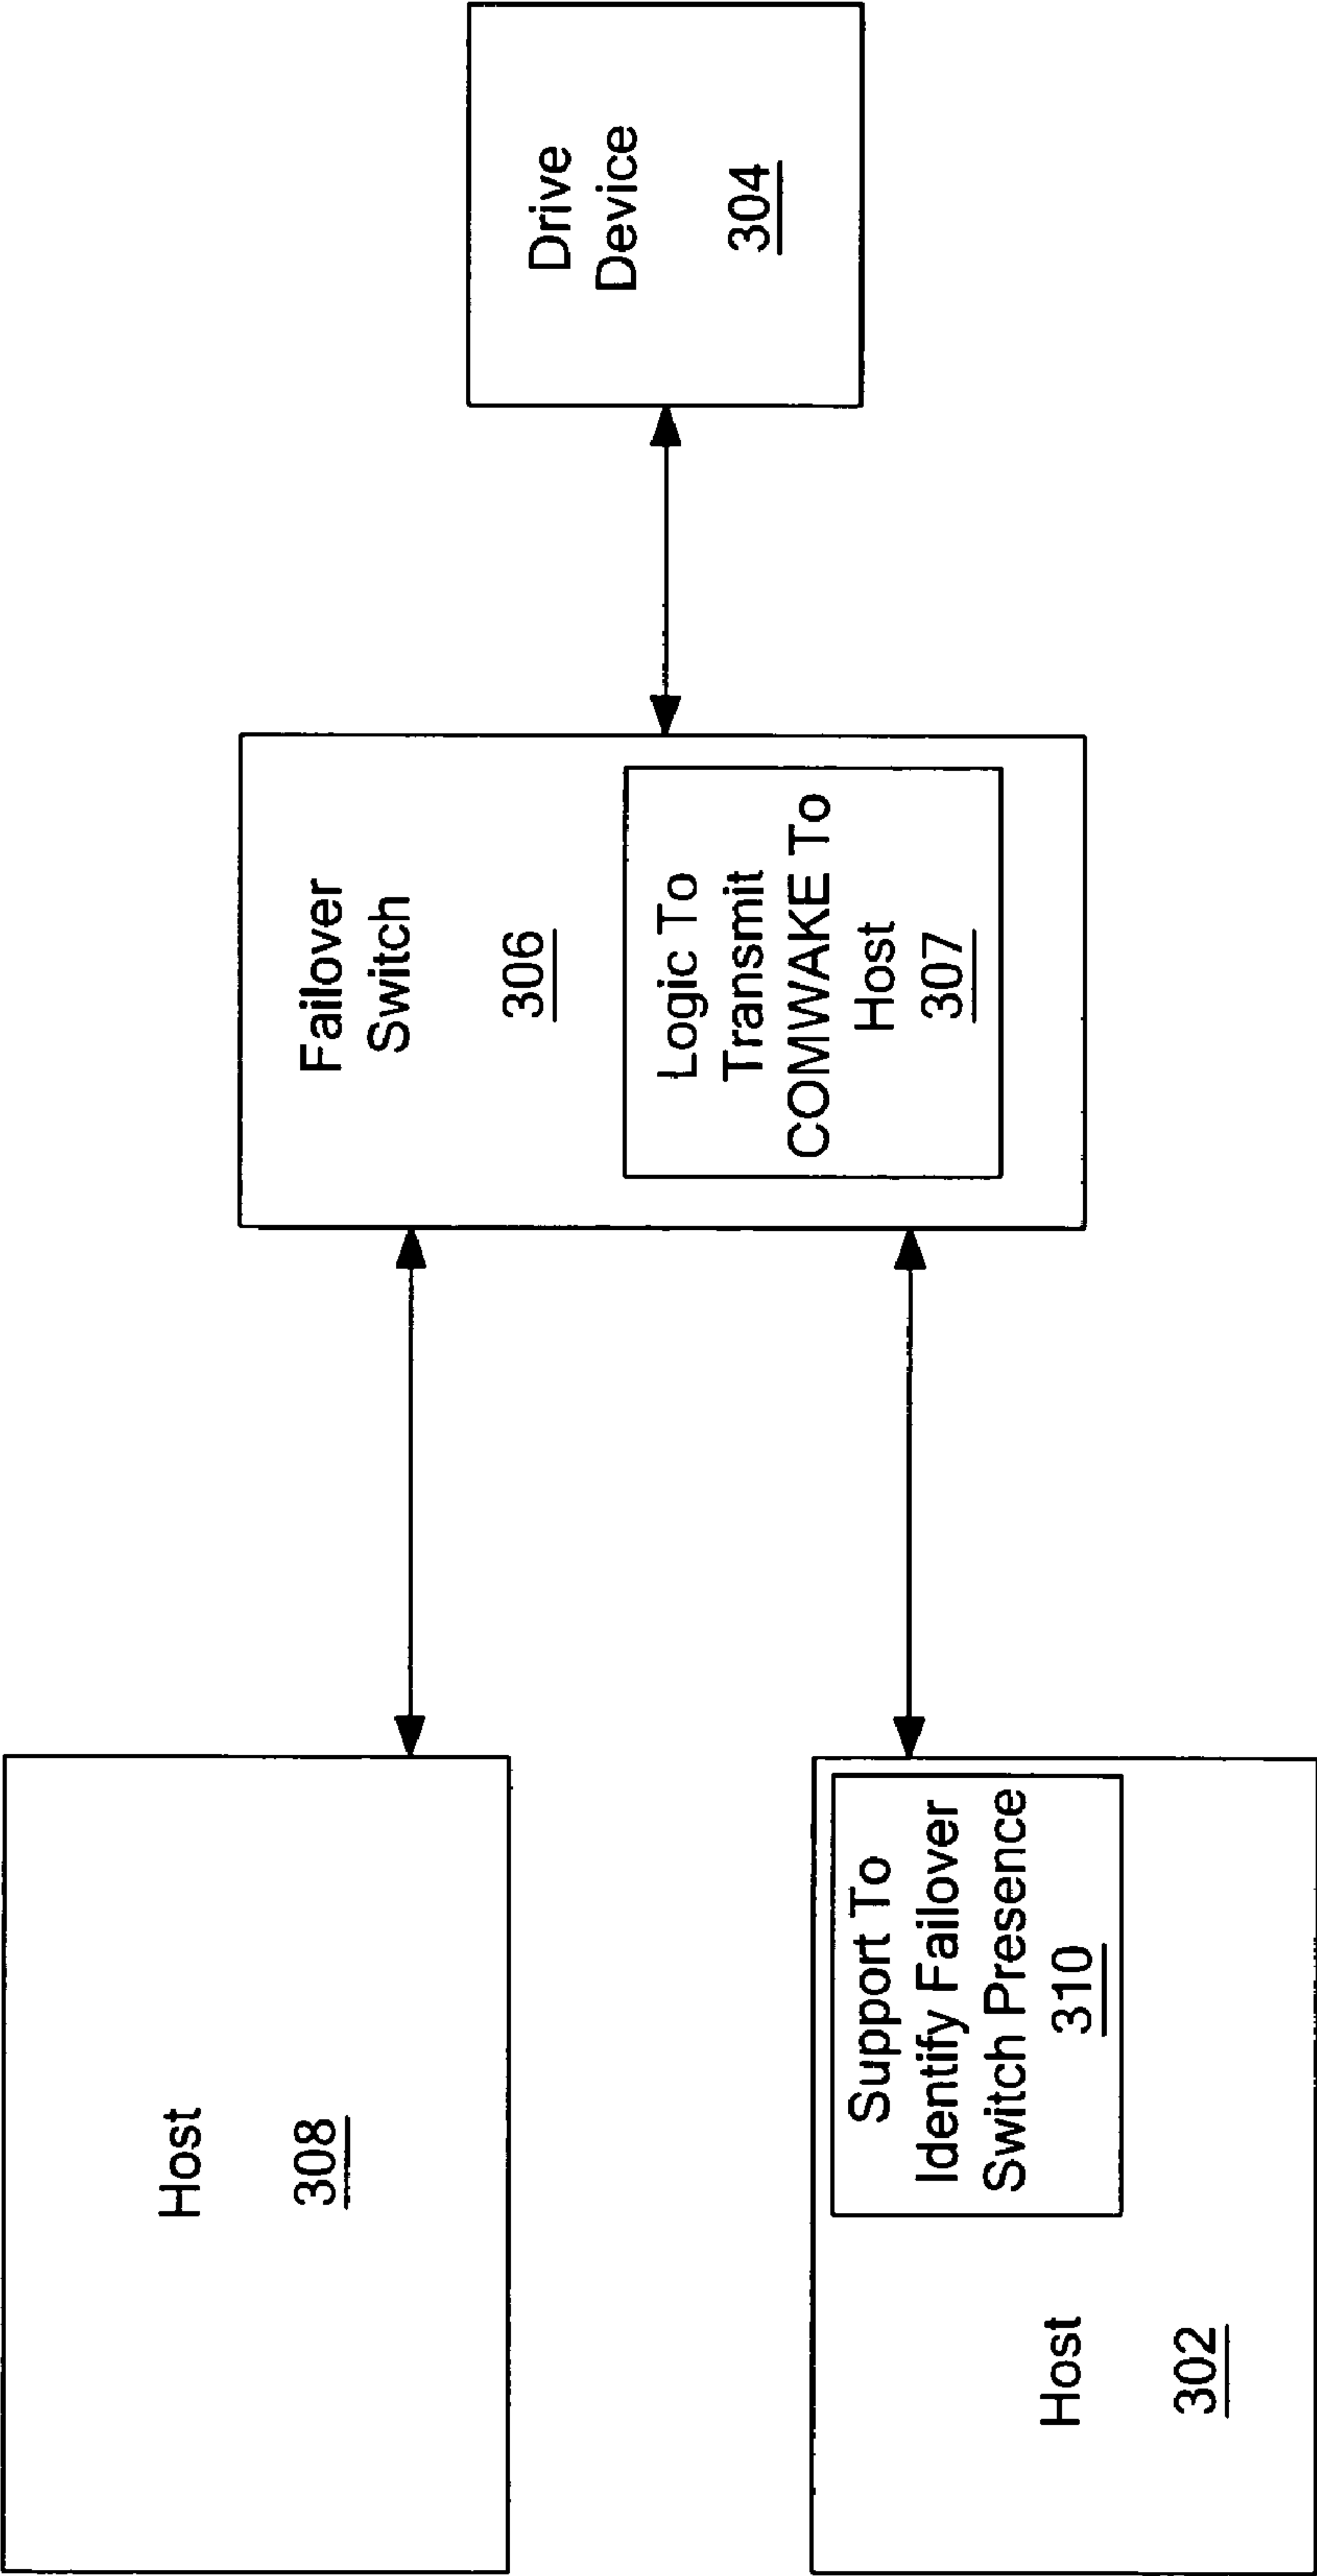 Host
308
Host
302
Support To
Identify Failover
Switch Presence
310
Failover
Switch
306
Logic To
Transmit
COMWAKE To
Host
307
Drive
Device
304